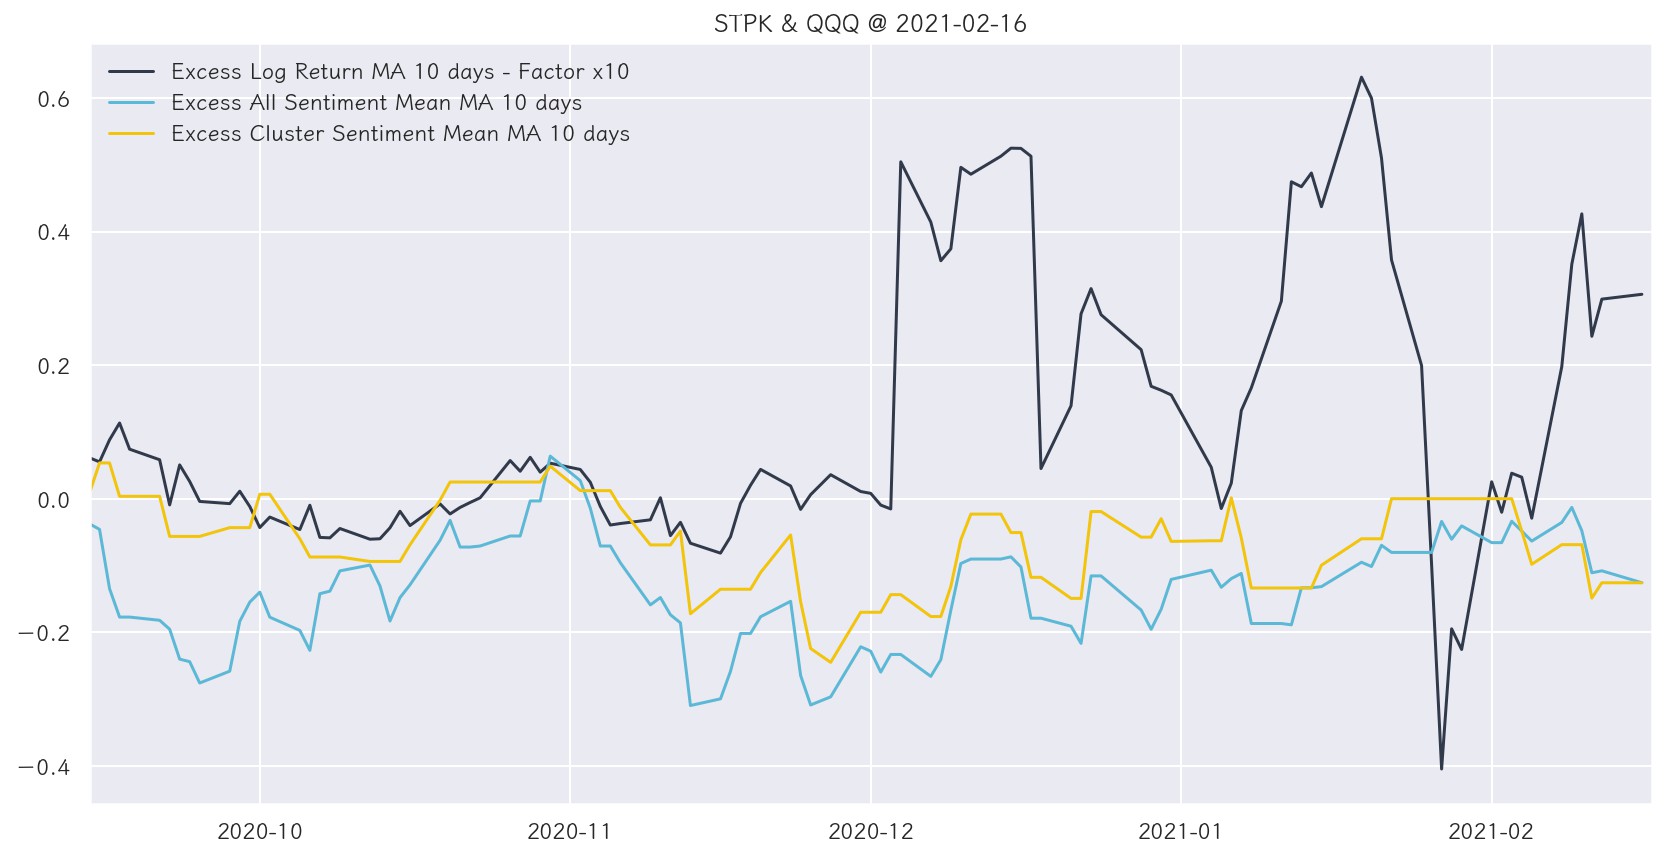 STPK & QQQ @ 2021-02-16
Excess Log Return MA 10 days - Factor x10
Excess All Sentiment Mean MA 10 days
Excess Cluster Sentiment Mean MA 10 days
0.6
0.4
0.2
0.0
−0.2
−0.4
2020-10 2020-11 2020-12 2021-01 2021-02